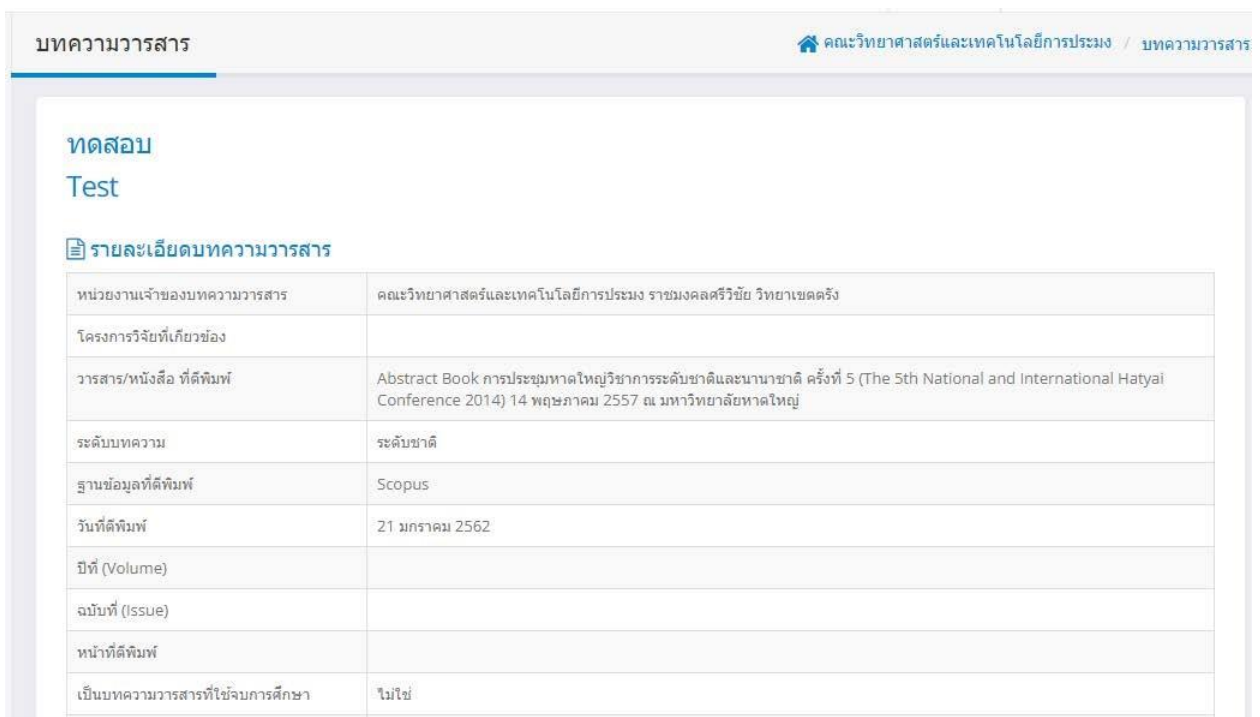 บทความวารสาร
คณะวิทยาศาสตร์และเทคโนโลยีการประมง / บทความวารสาร
ทดสอบ
Test
รายละเอียดบทความวารสาร
หน่วยงานเจ้าของบทความวารสาร คณะวิทยาศาสตร์และเทคโนโลยีการประมง ราชมงคลศรีวิชัย วิทยาเขตตรัง
โครงการวิจัยที่เกี่ยวข้อง
วารสาร/หนังสือ ที่ตีพิมพ์ Abstract Book การประชุมหาดใหญ่วิชาการระดับชาติและนานาชาติ ครั้งที่ 5 (The 5th National and International Hatyai
Conference 2014) 14 พฤษภาคม 2557 ณ มหาวิทยาลัยหาดใหญ่
ระดับบทความ ระดับชาติ
ฐานข้อมูลที่ตีพิมพ์ Scopus
วันที่ตีพิมพ์ 21 มกราคม 2562
ปีที่ (Volume)
ฉบับที่ (Issue)
หน้าที่ตีพิมพ์
เป็นบทความวารสารที่ใช้จบการศึกษา ไม่ใช่